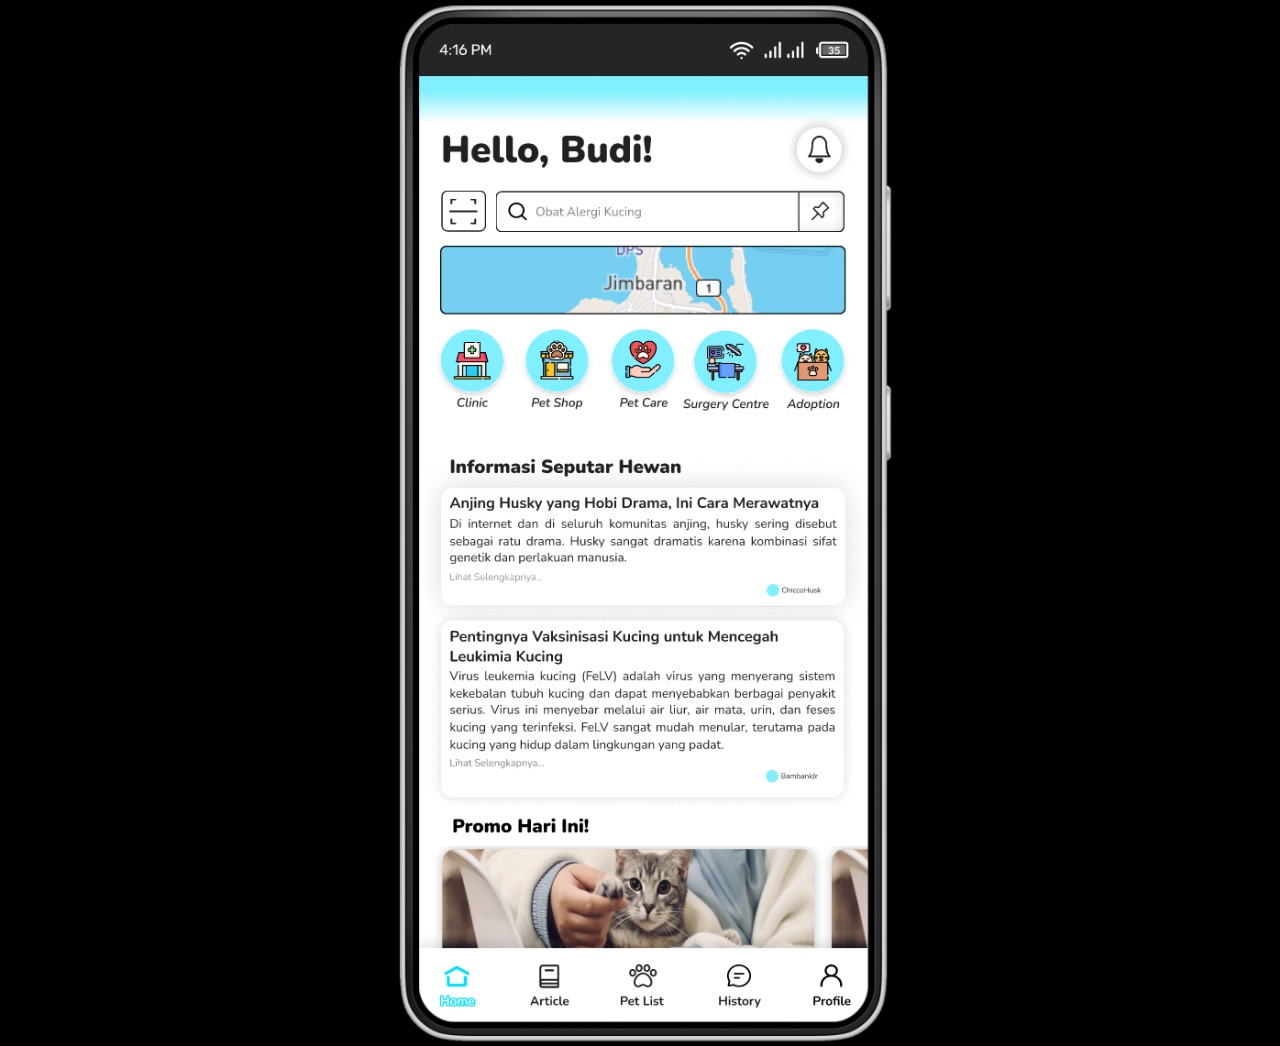 4:16 PM
35
Hello, Budi!
Obat Alergi Kucing
DPS
Jimbaran
1
Clinic
Pet Shop
Pet Care
Surgery Centre
Adoption
Informasi Seputar Hewan
Anjing Husky yang Hobi Drama, Ini Cara Merawatnya
Di internet dan di seluruh komunitas anjing, husky sering disebut
sebagai ratu drama. Husky sangat dramatis karena kombinasi sifat
genetik dan perlakuan manusia.
Lihat Selengkapnya...
ChiccoHusk
Pentingnya Vaksinisasi Kucing untuk Mencegah
Leukimia Kucing
Virus leukemia kucing (FeLV) adalah virus yang menyerang sistem
kekebalan tubuh kucing dan dapat menyebabkan berbagai penyakit
serius. Virus ini menyebar melalui air liur, air mata, urin, dan feses
kucing yang terinfeksi. FeLV sangat mudah menular, terutama pada
kucing yang hidup dalam lingkungan yang padat.
Lihat Selengkapnya...
BambankJr
Promo Hari Ini!
Home
Article
Pet List
History
Profile